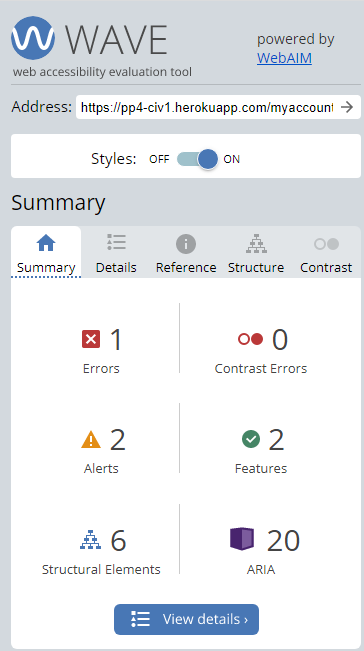 WAVE
web accessibility evaluation tool
powered by
WebAIM
Address: https://pp4-civ1.herokuapp.com/myaccount
Styles: OFF ON
Summary
Summary Details Reference Structure Contrast
1
Errors
0
Contrast Errors
2
Alerts
2
Features
6
Structural Elements
20
ARIA
View details ›